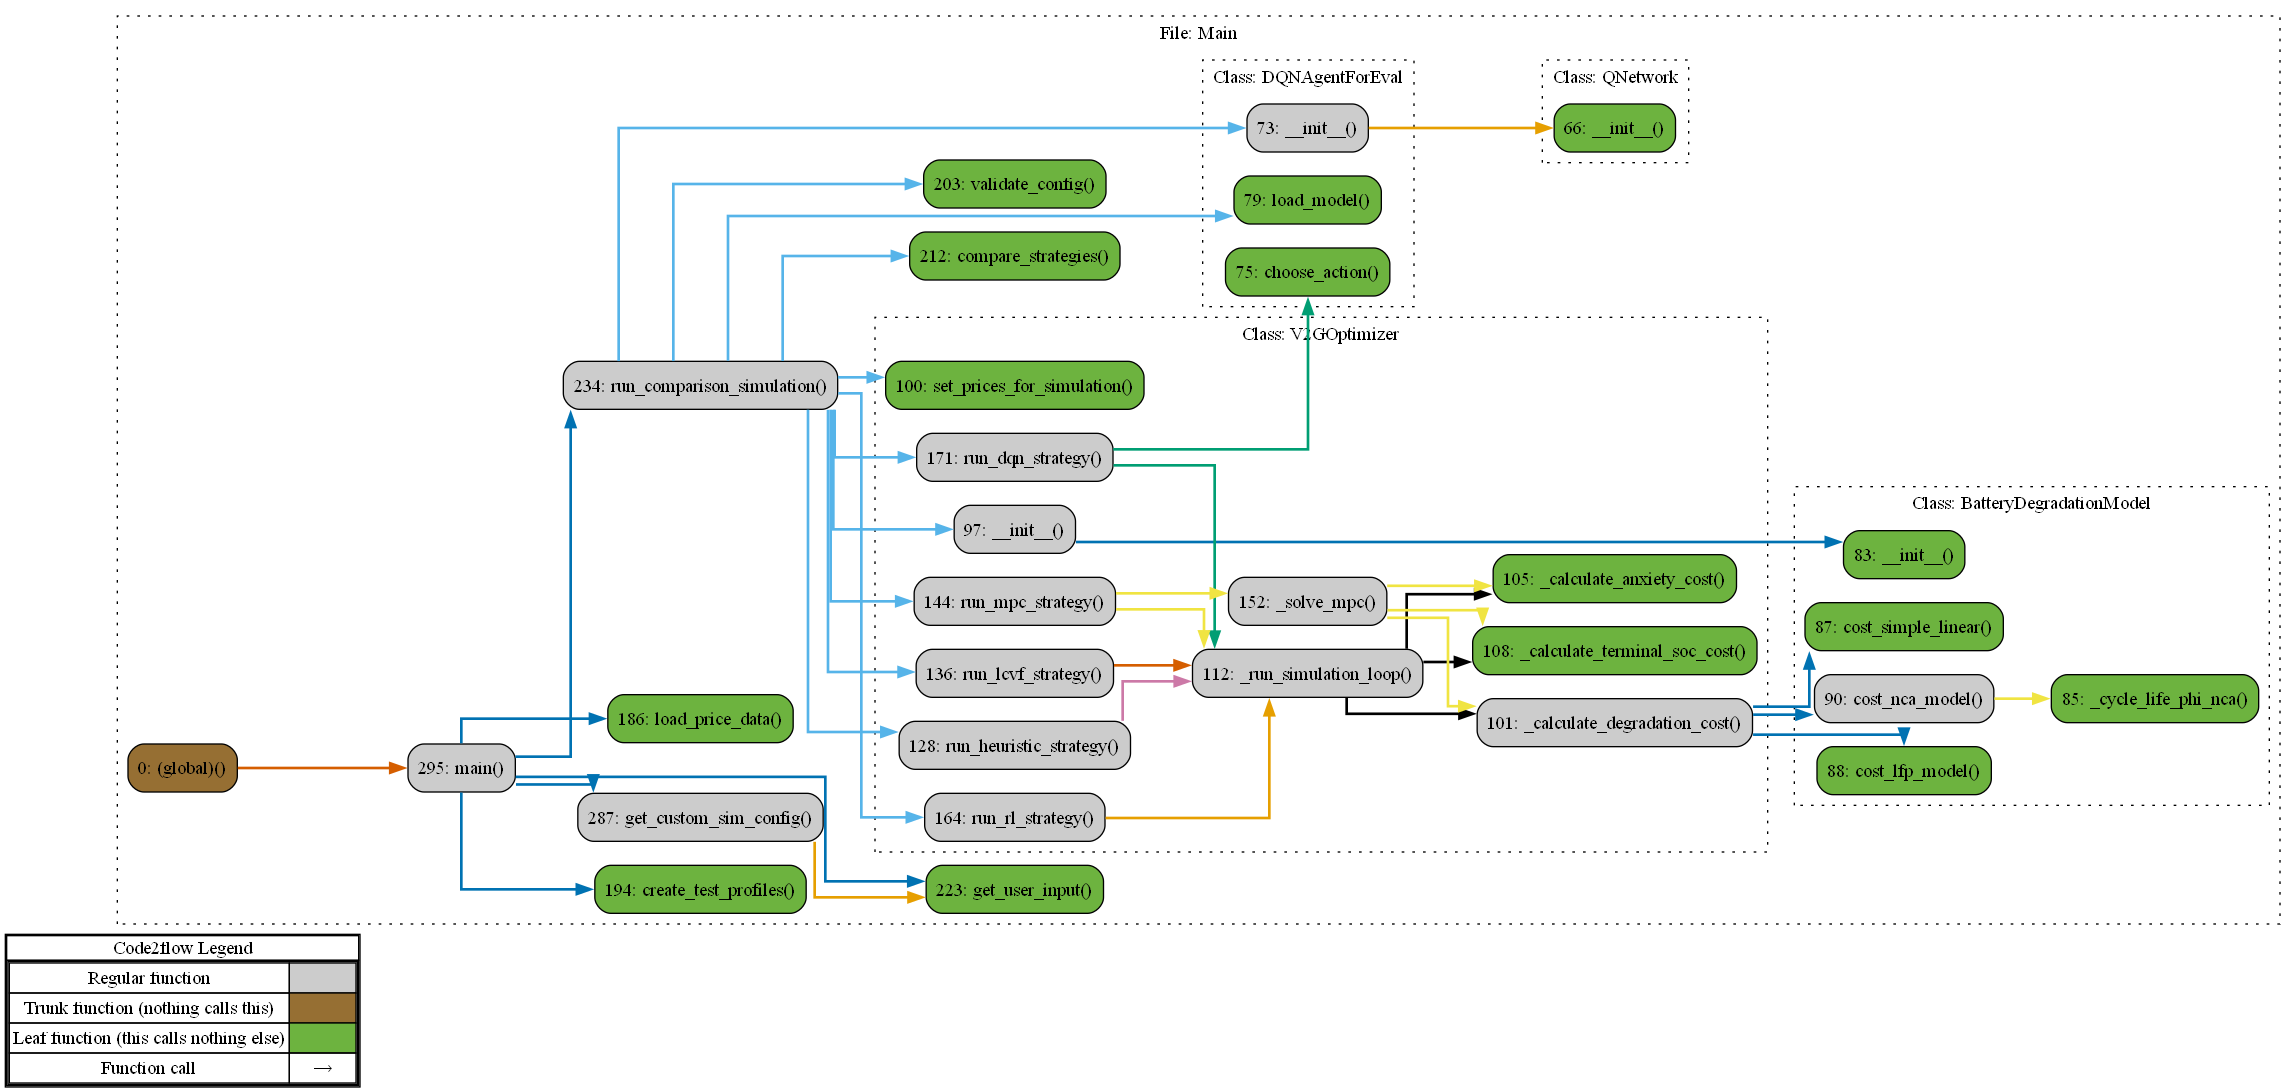 File: Main
Class: DQNAgentForEval
Class: QNetwork
73: __init__()
66: __init__()
203: validate_config()
79: load_model()
212: compare_strategies()
75: choose_action()
Class: V2GOptimizer
234: run_comparison_simulation()
100: set_prices_for_simulation()
171: run_dqn_strategy()
97: __init__()
Class: BatteryDegradationModel
83: __init__()
144: run_mpc_strategy()
152: _solve_mpc()
105: _calculate_anxiety_cost()
87: cost_simple_linear()
136: run_lcvf_strategy()
112: _run_simulation_loop()
108: _calculate_terminal_soc_cost()
90: cost_nca_model()
85: _cycle_life_phi_nca()
186: load_price_data()
128: run_heuristic_strategy()
101: _calculate_degradation_cost()
0: (global)()
295: main()
88: cost_lfp_model()
287: get_custom_sim_config()
164: run_rl_strategy()
194: create_test_profiles()
223: get_user_input()
Code2flow Legend
Regular function
Trunk function (nothing calls this)
Leaf function (this calls nothing else)
Function call →